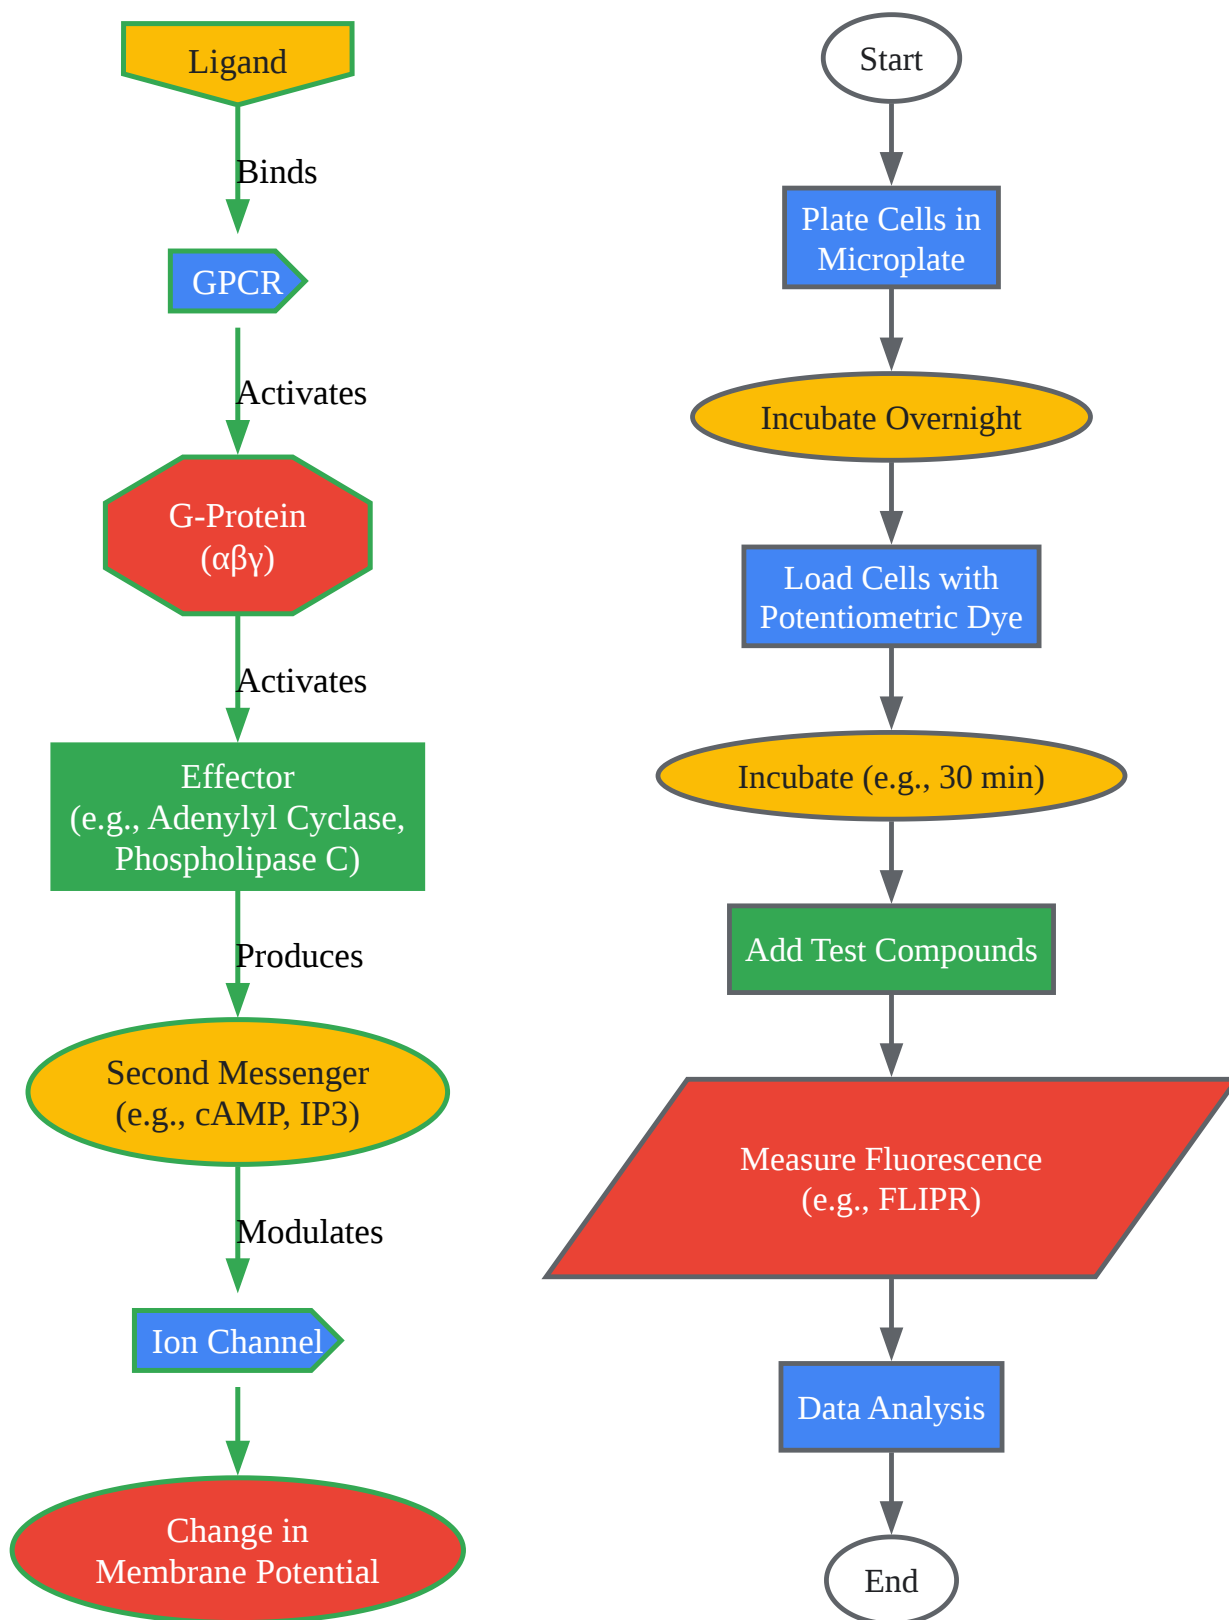 Ligand
Binds
GPCR
Activates
G-Protein
(αβγ)
Activates
Effector
(e.g., Adenylyl Cyclase,
Phospholipase C)
Produces
Second Messenger
(e.g., cAMP, IP3)
Modulates
Ion Channel
Change in
Membrane Potential
Start
Plate Cells in
Microplate
Incubate Overnight
Load Cells with
Potentiometric Dye
Incubate (e.g., 30 min)
Add Test Compounds
Measure Fluorescence
(e.g., FLIPR)
Data Analysis
End